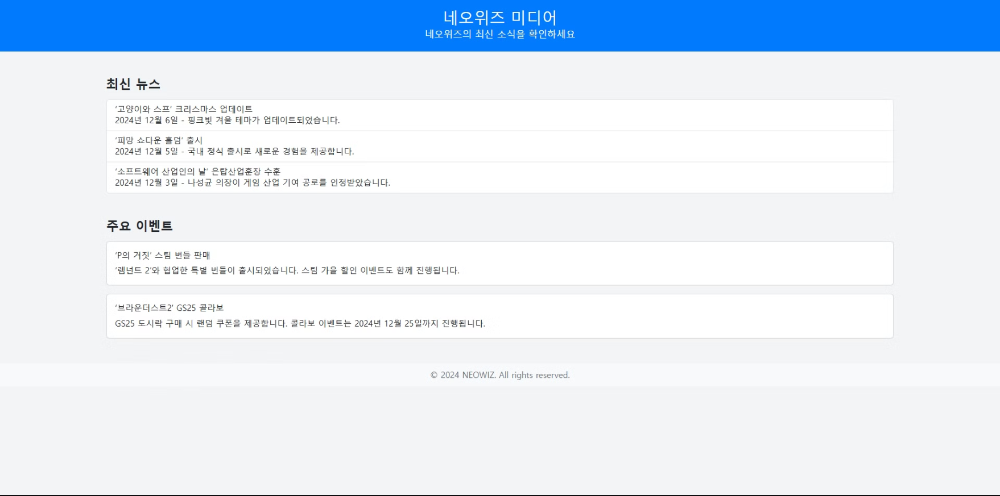 네오위즈 미디어
네오위즈의 최신 소식을 확인하세요
최신 뉴스
‘고양이와 스프’ 크리스마스 업데이트
2024년 12월 6일 - 핑크빛 겨울 테마가 업데이트되었습니다.
‘피망 쇼다운 홀덤’ 출시
2024년 12월 5일 - 국내 정식 출시로 새로운 경험을 제공합니다.
‘소프트웨어 산업인의 날’ 은탑산업훈장 수훈
2024년 12월 3일 - 나성균 의장이 게임 산업 기여 공로를 인정받았습니다.
주요 이벤트
‘P의 거짓’ 스팀 번들 판매
‘렘넌트 2’와 협업한 특별 번들이 출시되었습니다. 스팀 가을 할인 이벤트도 함께 진행됩니다.
‘브라운더스트2’ GS25 콜라보
GS25 도시락 구매 시 랜덤 쿠폰을 제공합니다. 콜라보 이벤트는 2024년 12월 25일까지 진행됩니다.
© 2024 NEOWIZ. All rights reserved.